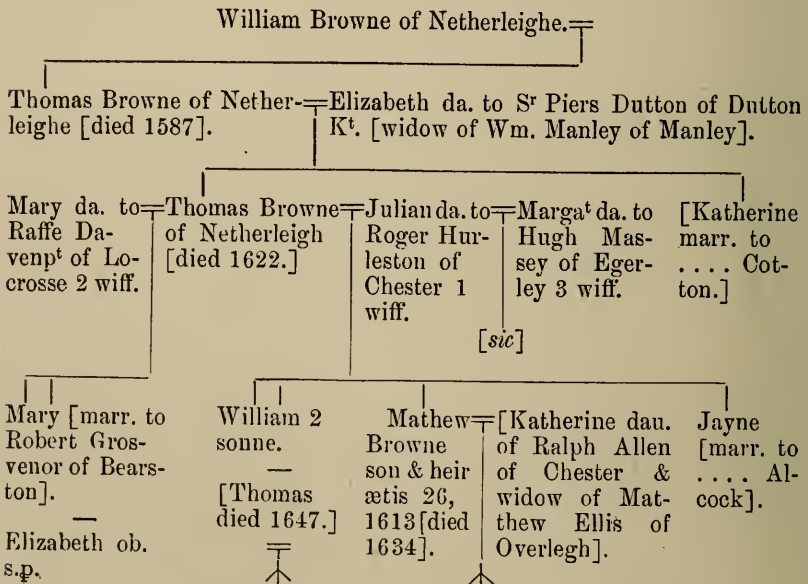 William Browne of Netherleighe.
Thomas Browne of Nether-
leighe [died 1587].
Elizabeth da. to Sʳ Piers Dutton of Dutton
Kᵗ. [widow of Wm. Manley of Manley].
Mary da. to
Raffe Da-
venpᵗ of Lo-
crosse 2 wiff.
Thomas Browne
of Netherleigh
[died 1622.]
Julian da. to
Roger Hur-
leston of
Chester 1
wiff.
Margaᵗ da. to
Hugh Mas-
sey of Eger-
ley 3 wiff.
[Katherine
marr. to
.... Cot-
ton.]
[sic]
Mary [marr. to
Robert Gros-
venor of Bears-
ton].
—
Elizabeth ob.
s.p.
William 2
sonne.
—
[Thomas
died 1647.]
Mathew
Browne
son & heir
ætis 26,
1613 [died
1634].
[Katherine dau.
of Ralph Allen
of Chester &
widow of Mat-
thew Ellis of
Overlegh].
Jayne
[marr. to
.... Al-
cock].